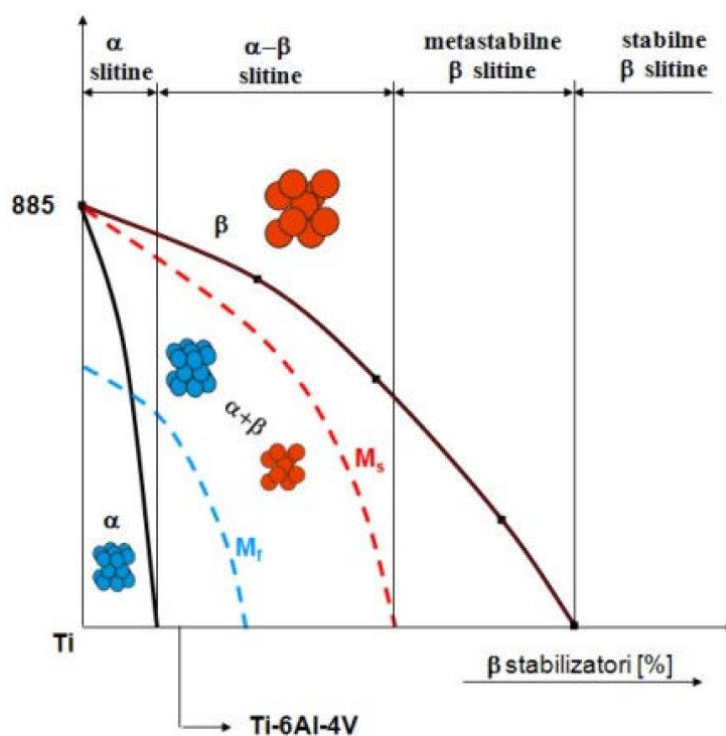 α
slitine
α–β
slitine
metastabilne
β slitine
stabilne
β slitine
885
β
α+β
Ms
α
Mf
Ti
β stabilizatori [%]
Ti-6Al-4V